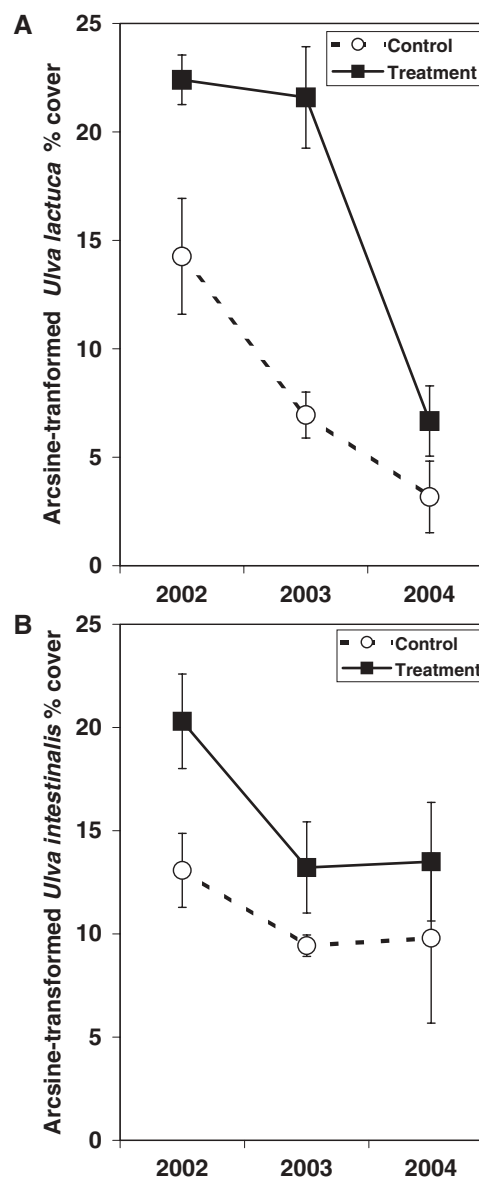 A
25
20
15
10
5
0
Arcsine-tranformed Ulva lactuca % cover
Control
Treatment
2002 2003 2004
B
25
20
15
10
5
0
Arcsine-transformed Ulva intestinalis % cover
Control
Treatment
2002 2003 2004